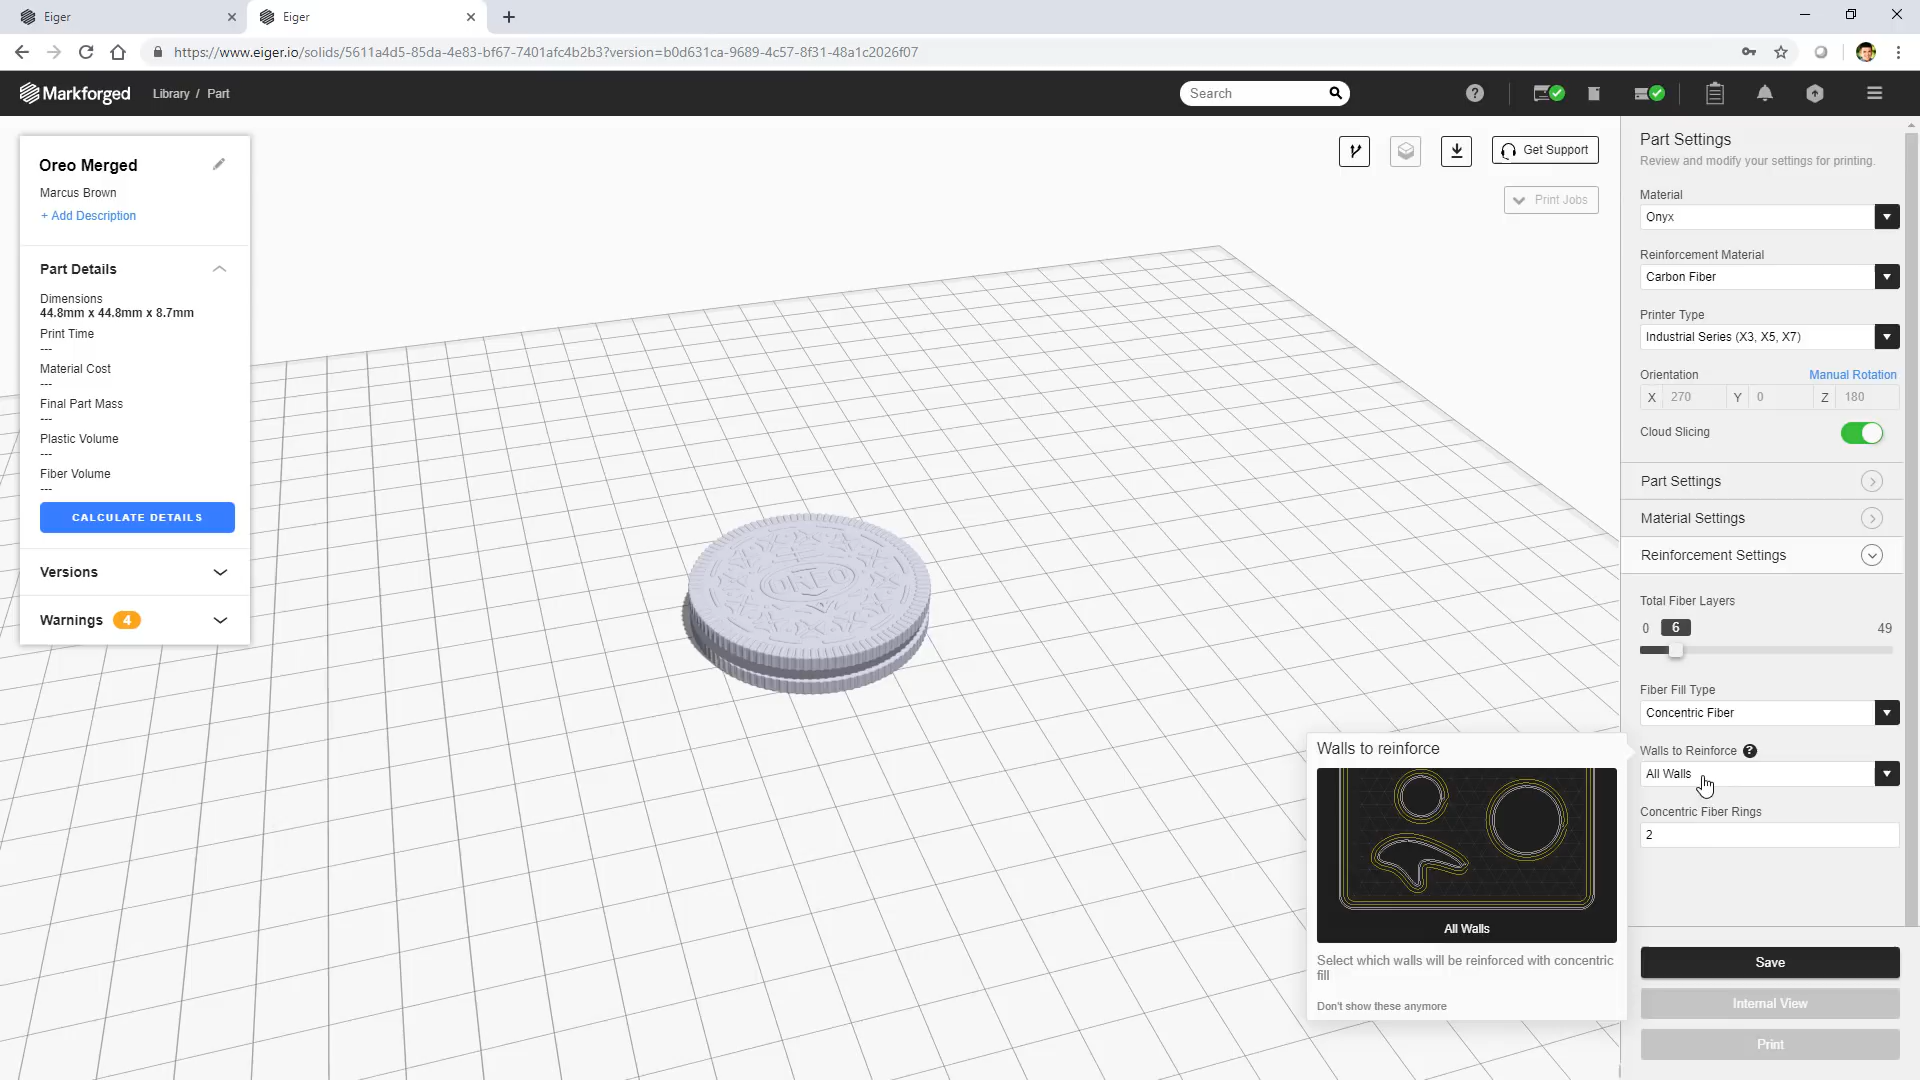 Eiger
Eiger
https://www.eiger.io/solids/5611a4d5-85da-4e83-bf67-7401afc4b2b3?version=b0d631ca-9689-4c57-8f31-48a1c2026f07
Markforged
Library / Part
Search
Oreo Merged
Marcus Brown
+ Add Description
Part Details
Dimensions
44.8mm x 44.8mm x 8.7mm
Print Time
---
Material Cost
---
Final Part Mass
---
Plastic Volume
---
Fiber Volume
---
CALCULATE DETAILS
Versions
Warnings 4
Get Support
Print Jobs
OREO
Part Settings
Review and modify your settings for printing.
Material
Onyx
Reinforcement Material
Carbon Fiber
Printer Type
Industrial Series (X3, X5, X7)
Orientation Manual Rotation
X 270 Y 0 Z 180
Cloud Slicing
Part Settings
Material Settings
Reinforcement Settings
Total Fiber Layers
0 6 49
Fiber Fill Type
Concentric Fiber
Walls to Reinforce ?
All Walls
Concentric Fiber Rings
2
Save
Internal View
Print
Walls to reinforce
All Walls
Select which walls will be reinforced with concentric
fill
Don't show these anymore